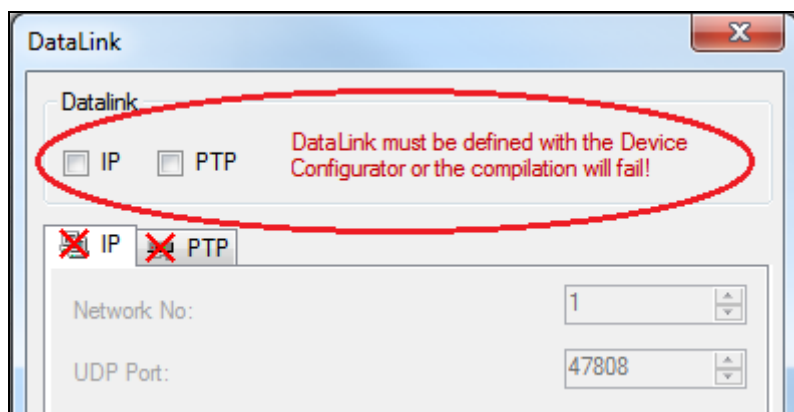 DataLink
Datalink
IP PTP
DataLink must be defined with the Device
Configurator or the compilation will fail!
IP PTP
Network No: 1
UDP Port: 47808